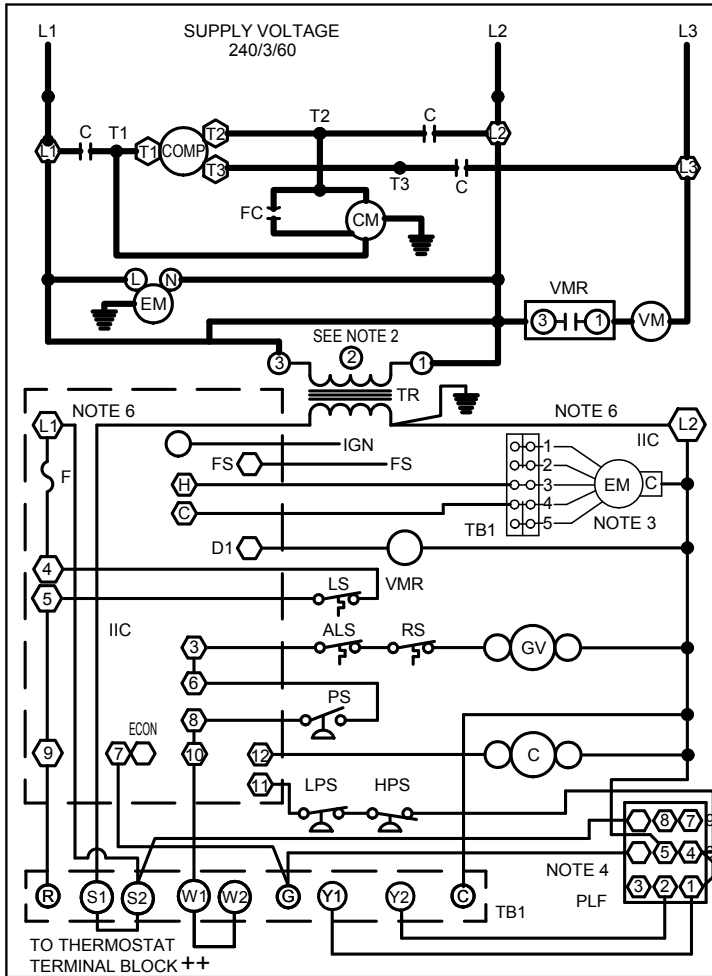 L1 SUPPLY VOLTAGE L2 L3
240/3/60
C T1 T2 T2 C
L1 T1 COMP L2
T3 T3 C L3
FC CM
L N VMR
EM 3 1 VM
SEE NOTE 2
3 2 1
TR
L1 NOTE 6 NOTE 6 L2
IGN IIC
F FS FS 1
2
H 3 EM C
C 4
TB1 5 NOTE 3
D1
4 LS VMR
5
IIC ALS RS
3 GV
6
PS
8
ECON
9 7 10 12 C
11 LPS HPS
8 7 9
NOTE 4 5 4
3 2 1
PLF
R S1 S2 W1 W2 G Y1 Y2 C
TB1
TO THERMOSTAT
TERMINAL BLOCK ++